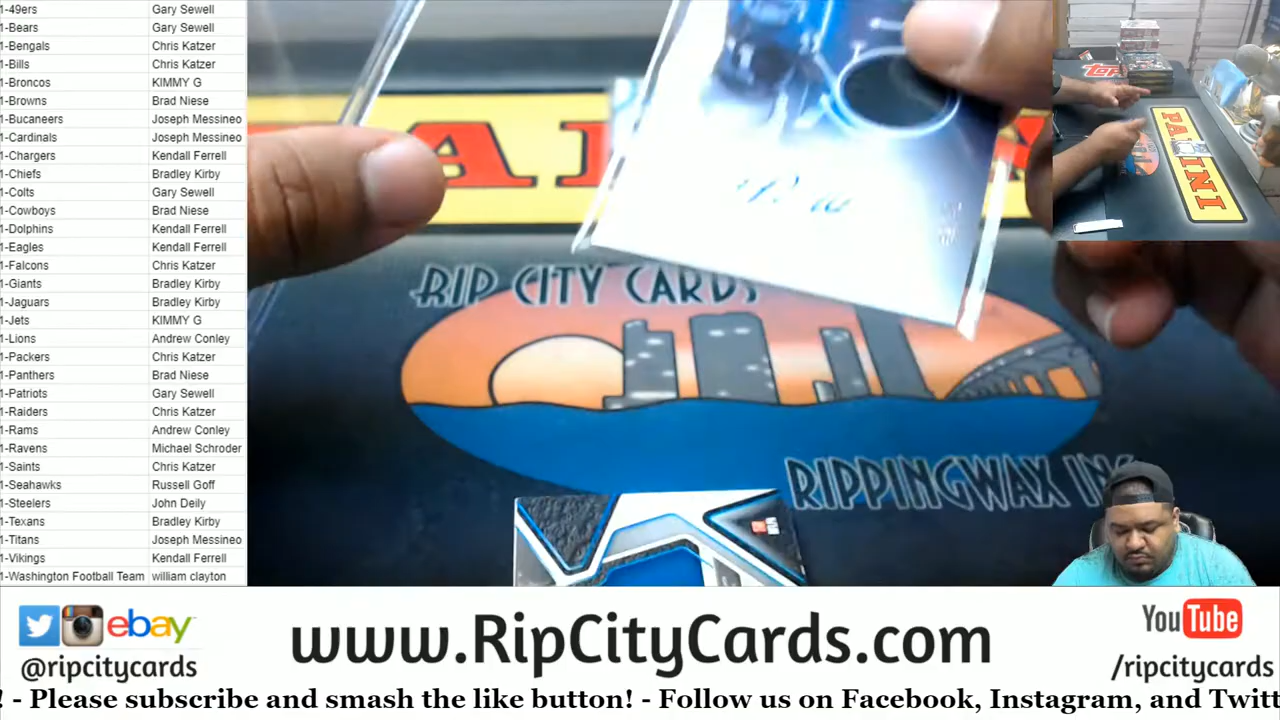 1-49ers Gary Sewell
1-Bears Gary Sewell
1-Bengals Chris Katzer
1-Bills Chris Katzer
1-Broncos KIMMY G
1-Browns Brad Niese
1-Bucaneers Joseph Messineo
1-Cardinals Joseph Messineo
1-Chargers Kendall Ferrell
1-Chiefs Bradley Kirby
1-Colts Gary Sewell
1-Cowboys Brad Niese
1-Dolphins Kendall Ferrell
1-Eagles Kendall Ferrell
1-Falcons Chris Katzer
1-Giants Bradley Kirby
1-Jaguars Bradley Kirby
1-Jets KIMMY G
1-Lions Andrew Conley
1-Packers Chris Katzer
1-Panthers Brad Niese
1-Patriots Gary Sewell
1-Raiders Chris Katzer
1-Rams Andrew Conley
1-Ravens Michael Schroder
1-Saints Chris Katzer
1-Seahawks Russell Goff
1-Steelers John Deily
1-Texans Bradley Kirby
1-Titans Joseph Messineo
1-Vikings Kendall Ferrell
1-Washington Football Team william clayton
RIP CITY CARDS
RIPPINGWAX INC
PANINI
ebay
@ripcitycards
www.RipCityCards.com
YouTube
/ripcitycards
! - Please subscribe and smash the like button! - Follow us on Facebook, Instagram, and Twitt